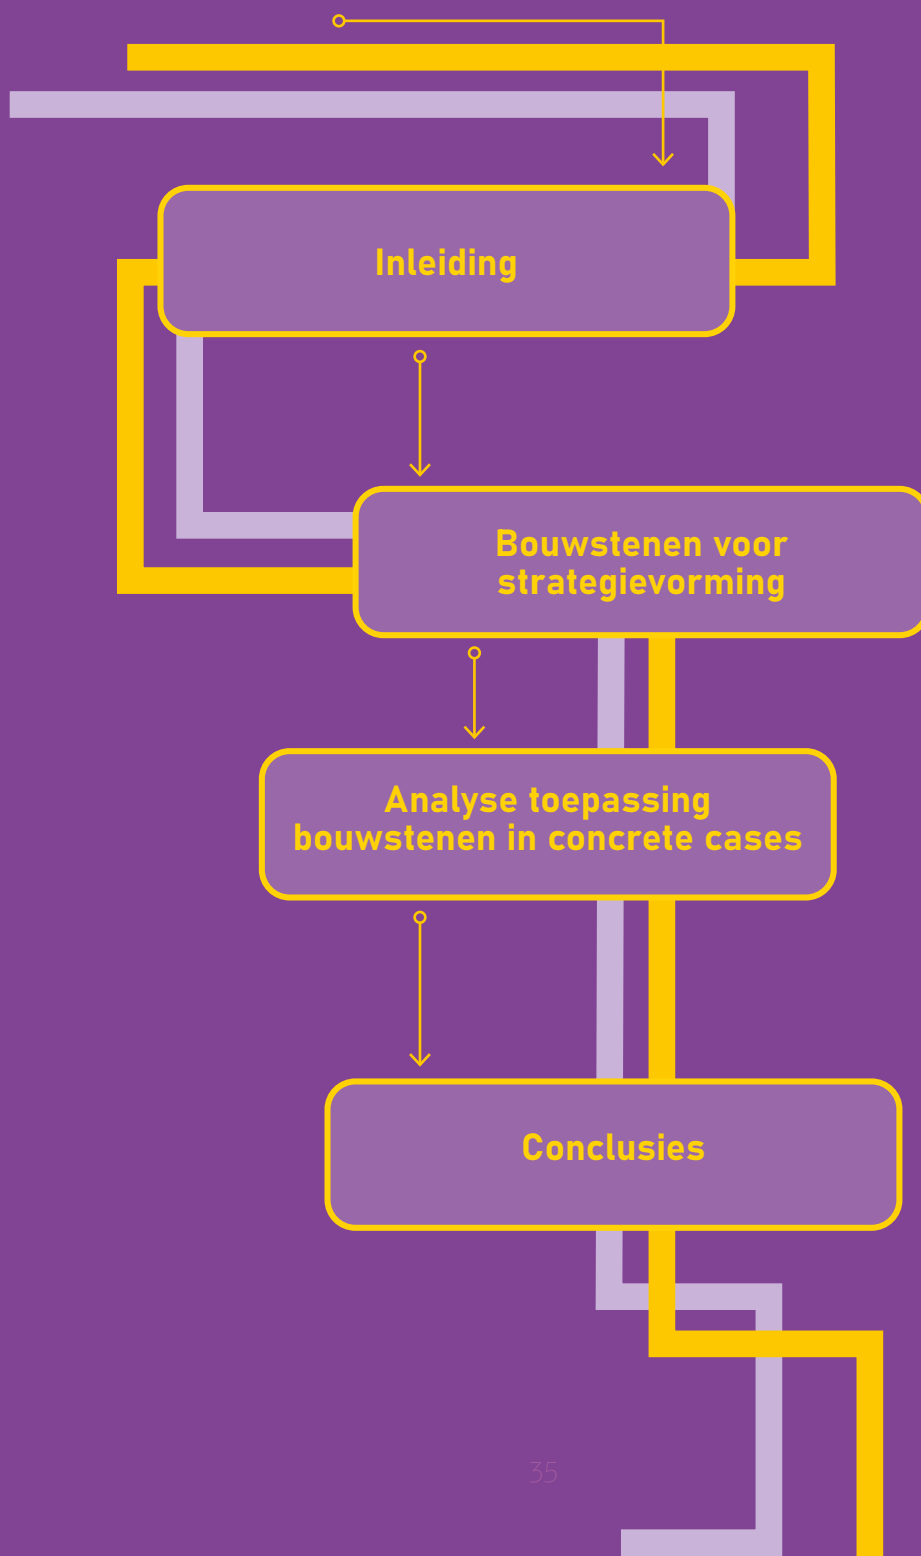 Inleiding
Bouwstenen voor
strategievorming
Analyse toepassing
bouwstenen in concrete cases
Conclusies
35